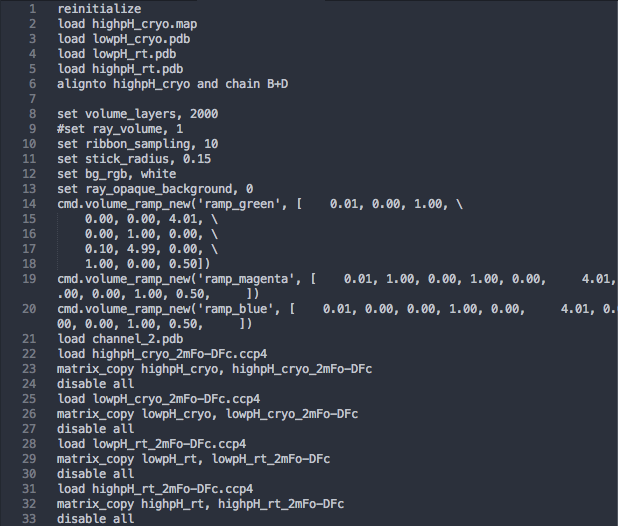 1 reinitialize
2 load highpH_cryo.map
3 load lowpH_cryo.pdb
4 load lowpH_rt.pdb
5 load highpH_rt.pdb
6 alignto highpH_cryo and chain B+D
7
8 set volume_layers, 2000
9 #set ray_volume, 1
10 set ribbon_sampling, 10
11 set stick_radius, 0.15
12 set bg_rgb, white
13 set ray_opaque_background, 0
14 cmd.volume_ramp_new('ramp_green', [    0.01, 0.00, 1.00, \
15     0.00, 0.00, 4.01, \
16     0.00, 1.00, 0.00, \
17     0.10, 4.99, 0.00, \
18     1.00, 0.00, 0.50])
19 cmd.volume_ramp_new('ramp_magenta', [    0.01, 1.00, 0.00, 1.00, 0.00,     4.01,
.00, 0.00, 1.00, 0.50,     ])
20 cmd.volume_ramp_new('ramp_blue', [    0.01, 0.00, 0.00, 1.00, 0.00,     4.01, 0.0
00, 0.00, 1.00, 0.50,     ])
21 load channel_2.pdb
22 load highpH_cryo_2mFo-DFc.ccp4
23 matrix_copy highpH_cryo, highpH_cryo_2mFo-DFc
24 disable all
25 load lowpH_cryo_2mFo-DFc.ccp4
26 matrix_copy lowpH_cryo, lowpH_cryo_2mFo-DFc
27 disable all
28 load lowpH_rt_2mFo-DFc.ccp4
29 matrix_copy lowpH_rt, lowpH_rt_2mFo-DFc
30 disable all
31 load highpH_rt_2mFo-DFc.ccp4
32 matrix_copy highpH_rt, highpH_rt_2mFo-DFc
33 disable all